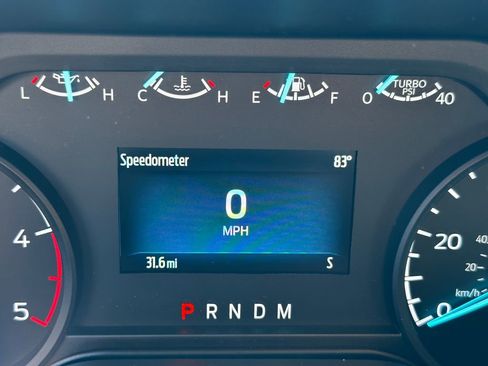 L H C H E F 0 TURBO PSI 40
Speedometer 83°
0
MPH
31.6 mi S
P R N D M
4
5
20
0
40
20
km/h